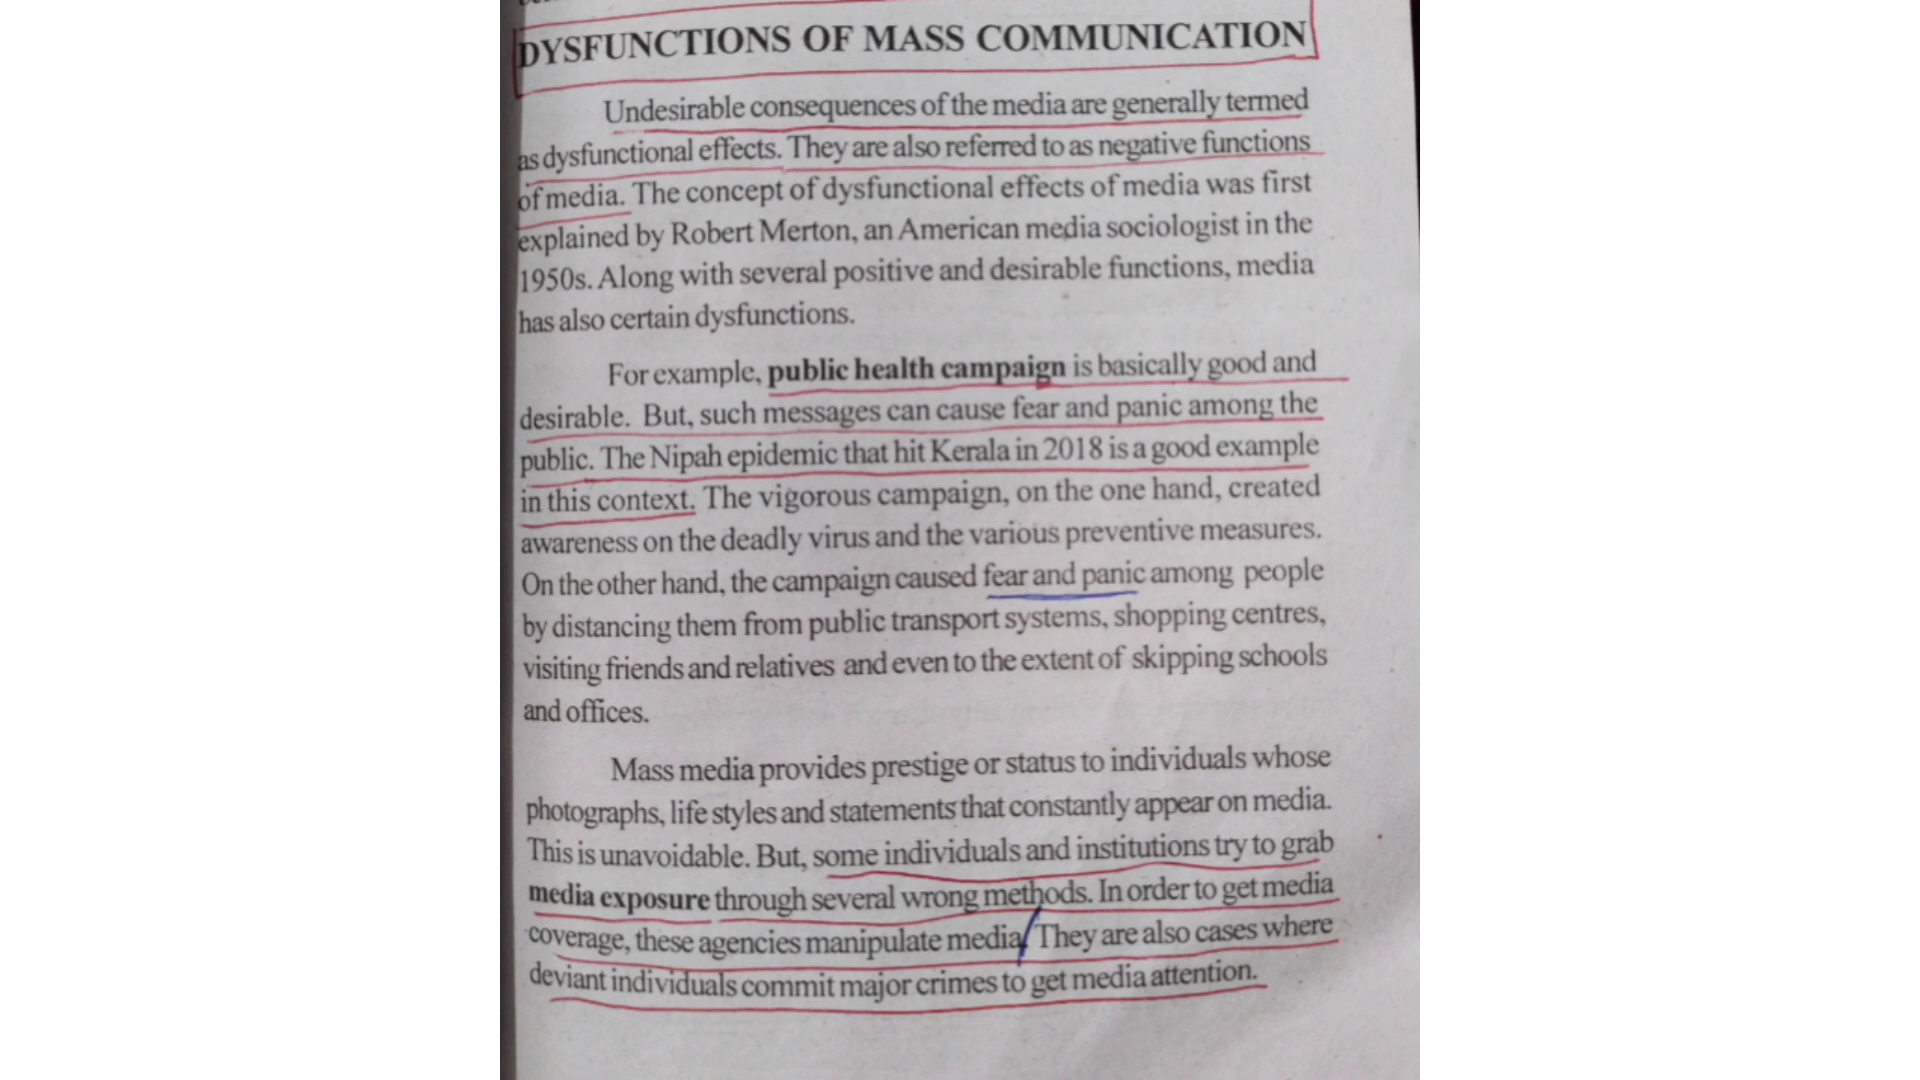 DYSFUNCTIONS OF MASS COMMUNICATION
Undesirable consequences of the media are generally termed
as dysfunctional effects. They are also referred to as negative functions
of media. The concept of dysfunctional effects of media was first
explained by Robert Merton, an American media sociologist in the
1950s. Along with several positive and desirable functions, media
has also certain dysfunctions.
For example, public health campaign is basically good and
desirable. But, such messages can cause fear and panic among the
public. The Nipah epidemic that hit Kerala in 2018 is a good example
in this context. The vigorous campaign, on the one hand, created
awareness on the deadly virus and the various preventive measures.
On the other hand, the campaign caused fear and panic among people
by distancing them from public transport systems, shopping centres,
visiting friends and relatives and even to the extent of skipping schools
and offices.
Mass media provides prestige or status to individuals whose
photographs, life styles and statements that constantly appear on media.
This is unavoidable. But, some individuals and institutions try to grab
media exposure through several wrong methods. In order to get media
coverage, these agencies manipulate media. They are also cases where
deviant individuals commit major crimes to get media attention.